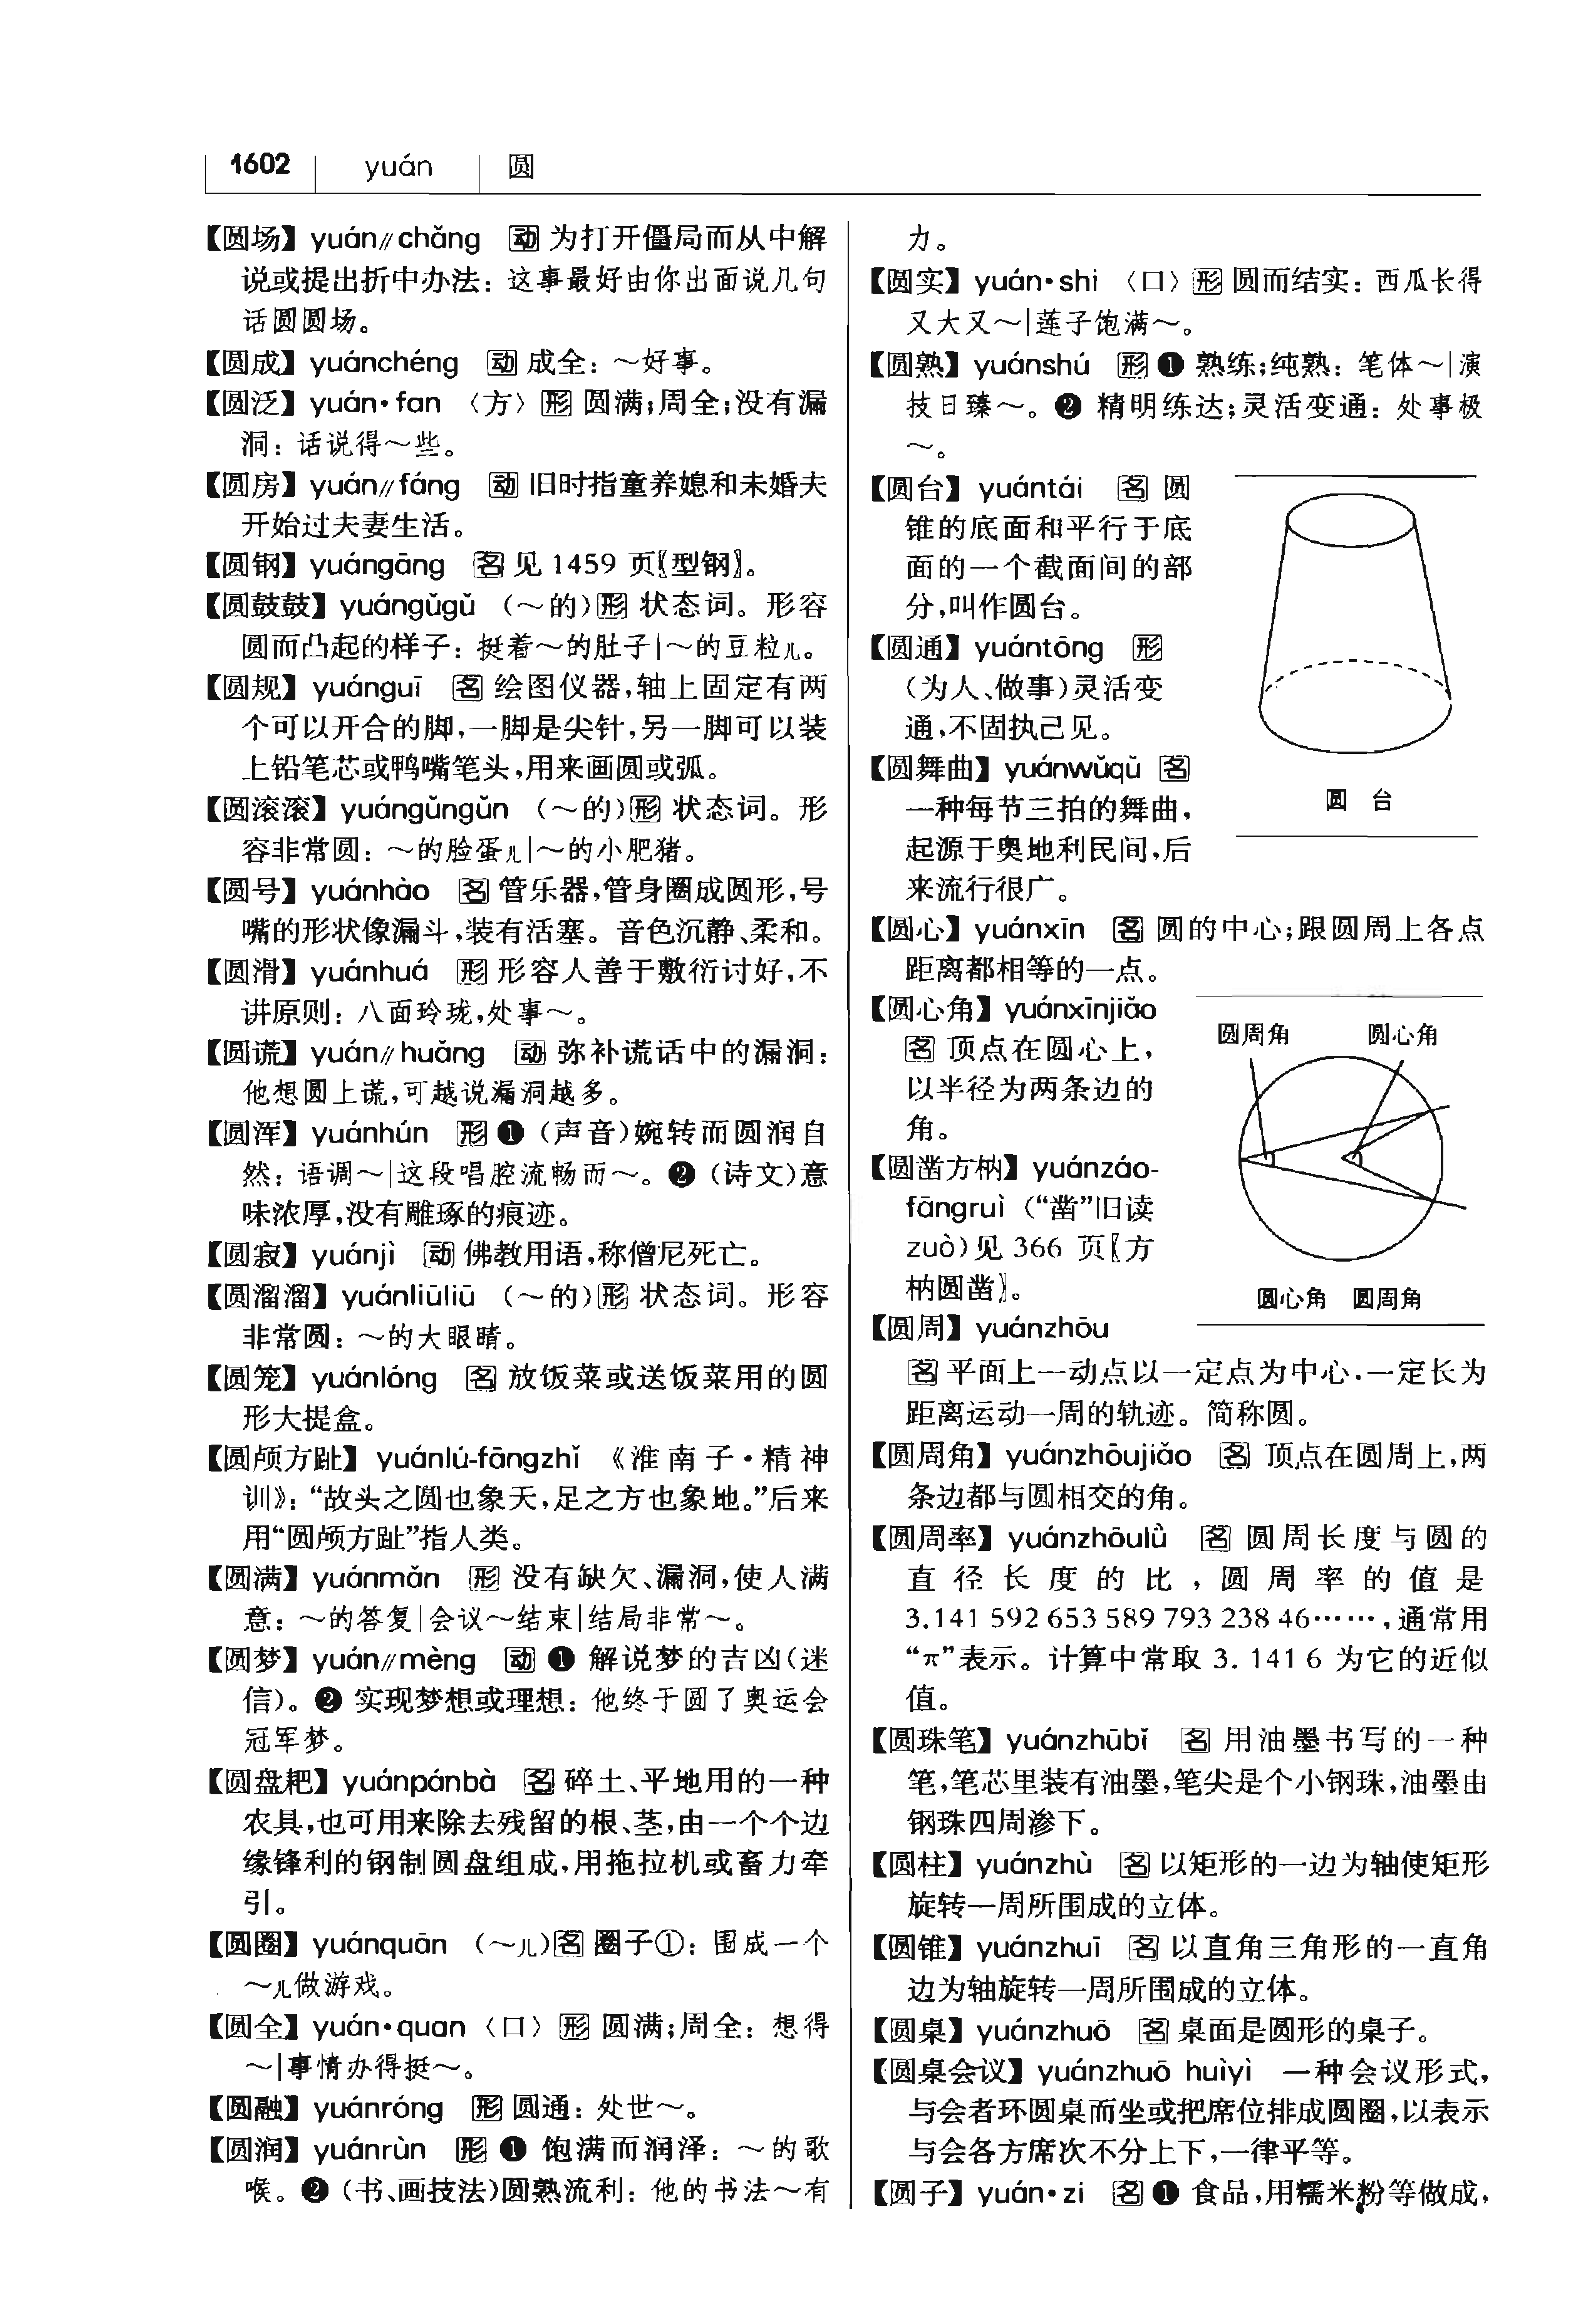 1602 yuán 圆
【圆场】yuán∥chǎng 动 为打开僵局而从中解
说或提出折中办法：这事最好由你出面说几句
话圆圆场。
【圆成】yuánchéng 动 成全：～好事。
【圆泛】yuán·fan 〈方〉形 圆满；周全；没有漏
洞：话说得～些。
【圆房】yuán∥fáng 动 旧时指童养媳和未婚夫
开始过夫妻生活。
【圆钢】yuángāng 名 见 1459 页〖型钢〗。
【圆鼓鼓】yuángǔgǔ （～的）形 状态词。形容
圆而凸起的样子：挺着～的肚子|～的豆粒儿。
【圆规】yuánguī 名 绘图仪器，轴上固定有两
个可以开合的脚，一脚是尖针，另一脚可以装
上铅笔芯或鸭嘴笔头，用来画圆或弧。
【圆滚滚】yuángǔngǔn （～的）形 状态词。形
容非常圆：～的脸蛋儿|～的小肥猪。
【圆号】yuánhào 名 管乐器，管身圈成圆形，号
嘴的形状像漏斗，装有活塞。音色沉静、柔和。
【圆滑】yuánhuá 形 形容人善于敷衍讨好，不
讲原则：八面玲珑，处事～。
【圆谎】yuán∥huǎng 动 弥补谎话中的漏洞：
他想圆上谎，可越说漏洞越多。
【圆浑】yuánhún 形 ❶（声音）婉转而圆润自
然：语调～|这段唱腔流畅而～。❷（诗文）意
味浓厚，没有雕琢的痕迹。
【圆寂】yuánjì 动 佛教用语，称僧尼死亡。
【圆溜溜】yuánliūliū （～的）形 状态词。形容
非常圆：～的大眼睛。
【圆笼】yuánlóng 名 放饭菜或送饭菜用的圆
形大提盒。
【圆颅方趾】yuánlú-fāngzhǐ 《淮南子·精神
训》：“故头之圆也象天，足之方也象地。”后来
用“圆颅方趾”指人类。
【圆满】yuánmǎn 形 没有缺欠、漏洞，使人满
意：～的答复|会议～结束|结局非常～。
【圆梦】yuán∥mèng 动 ❶ 解说梦的吉凶（迷
信）。❷ 实现梦想或理想：他终于圆了奥运会
冠军梦。
【圆盘耙】yuánpánbà 名 碎土、平地用的一种
农具，也可用来除去残留的根、茎，由一个个边
缘锋利的钢制圆盘组成，用拖拉机或畜力牵
引。
【圆圈】yuánquān （～儿）名 圈子①：围成一个
～儿做游戏。
【圆全】yuán·quan 〈口〉形 圆满；周全：想得
～|事情办得挺～。
【圆融】yuánróng 形 圆通：处世～。
【圆润】yuánrùn 形 ❶ 饱满而润泽：～的歌
喉。❷（书、画技法）圆熟流利：他的书法～有
力。
【圆实】yuán·shi 〈口〉形 圆而结实：西瓜长得
又大又～|莲子饱满～。
【圆熟】yuánshú 形 ❶ 熟练；纯熟：笔体～|演
技日臻～。❷ 精明练达；灵活变通：处事极
～。
【圆台】yuántái 名 圆
锥的底面和平行于底
面的一个截面间的部
分，叫作圆台。
【圆通】yuántōng 形
（为人、做事）灵活变
通，不固执己见。
【圆舞曲】yuánwǔqǔ 名
一种每节三拍的舞曲，
起源于奥地利民间，后
来流行很广。
圆 台
【圆心】yuánxīn 名 圆的中心；跟圆周上各点
距离都相等的一点。
【圆心角】yuánxīnjiǎo
名 顶点在圆心上，
以半径为两条边的
角。
【圆凿方枘】yuánzáo-
fāngruì （“凿”旧读
zuò）见 366 页〖方
枘圆凿〗。
【圆周】yuánzhōu
圆周角 圆心角
圆心角 圆周角
名 平面上一动点以一定点为中心，一定长为
距离运动一周的轨迹。简称圆。
【圆周角】yuánzhōujiǎo 名 顶点在圆周上，两
条边都与圆相交的角。
【圆周率】yuánzhōulǜ 名 圆周长度与圆的
直径长度的比，圆周率的值是
3.141 592 653 589 793 238 46……，通常用
“π”表示。计算中常取 3.141 6 为它的近似
值。
【圆珠笔】yuánzhūbǐ 名 用油墨书写的一种
笔，笔芯里装有油墨，笔尖是个小钢珠，油墨由
钢珠四周渗下。
【圆柱】yuánzhù 名 以矩形的一边为轴使矩形
旋转一周所围成的立体。
【圆锥】yuánzhuī 名 以直角三角形的一直角
边为轴旋转一周所围成的立体。
【圆桌】yuánzhuō 名 桌面是圆形的桌子。
【圆桌会议】yuánzhuō huìyì 一种会议形式，
与会者环圆桌而坐或把席位排成圆圈，以表示
与会各方席次不分上下，一律平等。
【圆子】yuán·zi 名 ❶ 食品，用糯米粉等做成，